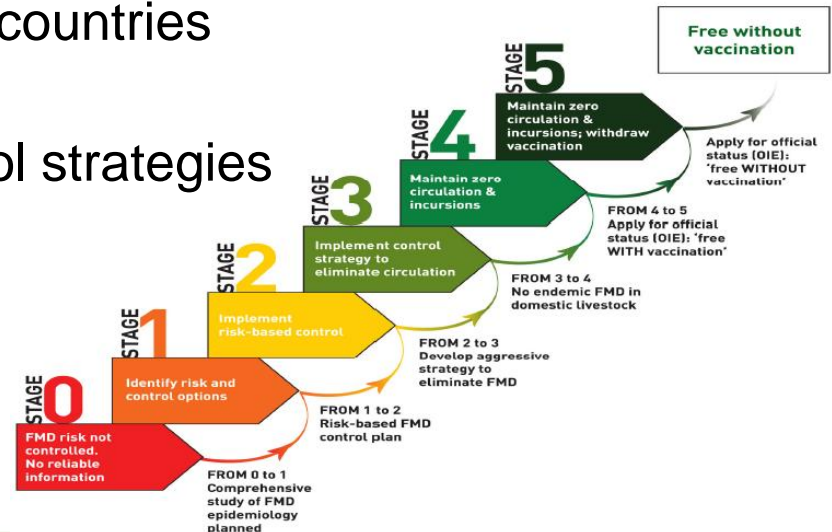 countries
ol strategies
Free without
vaccination
STAGE 5
Maintain zero
circulation &
incursions; withdraw
vaccination
Apply for official
status (OIE):
'free WITHOUT
vaccination'
STAGE 4
Maintain zero
circulation &
incursions
FROM 4 to 5
Apply for official
status (OIE): 'free
WITH vaccination'
STAGE 3
Implement control
strategy to
eliminate circulation
FROM 3 to 4
No endemic FMD in
domestic livestock
STAGE 2
Implement
risk-based control
FROM 2 to 3
Develop aggressive
strategy to
eliminate FMD
STAGE 1
Identify risk and
control options
FROM 1 to 2
Risk-based FMD
control plan
STAGE 0
FMD risk not
controlled.
No reliable
information
FROM 0 to 1
Comprehensive
study of FMD
epidemiology
planned